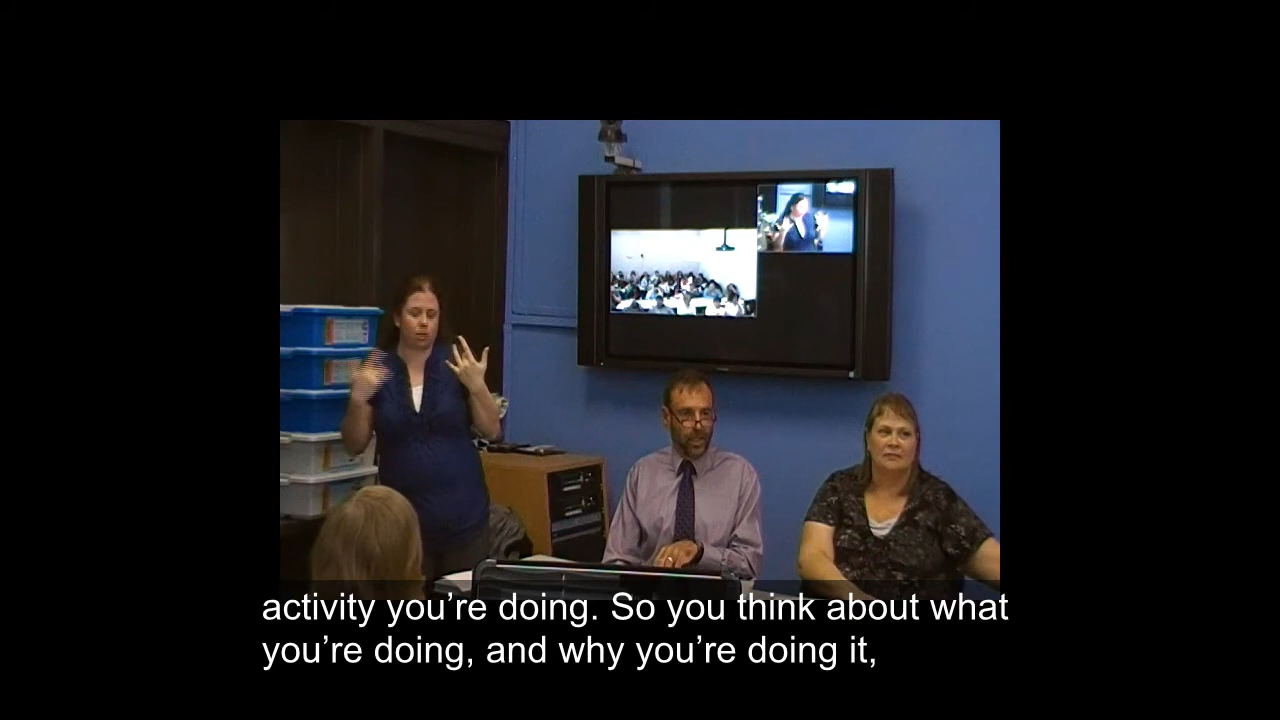 activity you’re doing. So you think about what
you’re doing, and why you’re doing it,